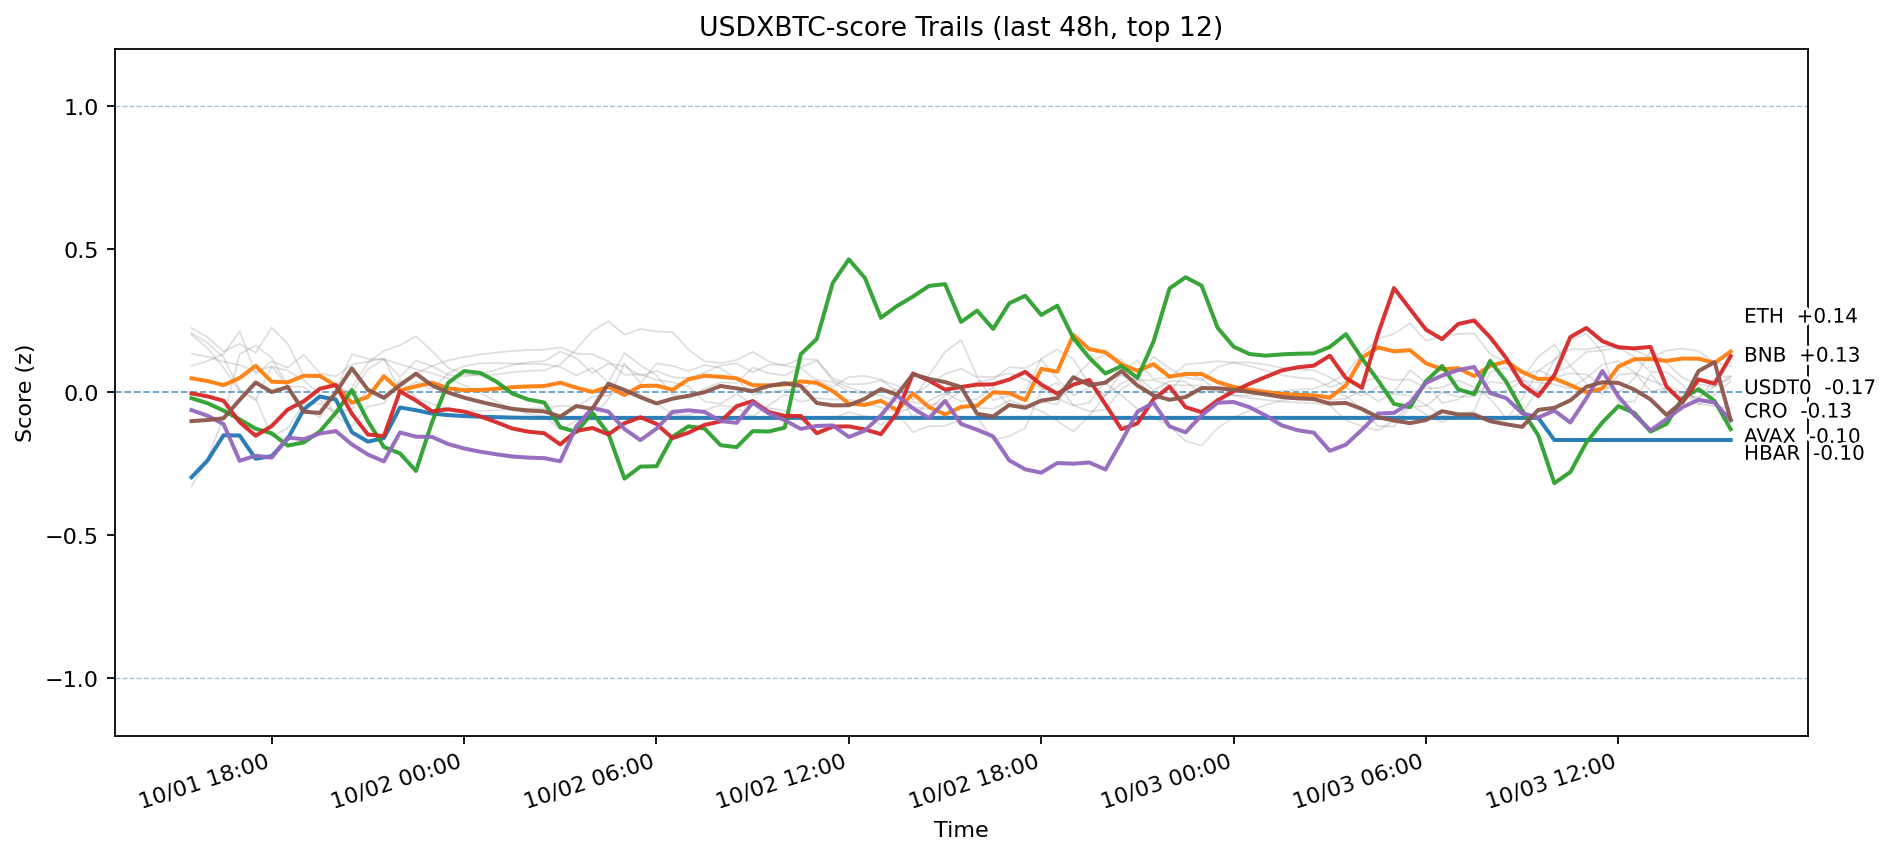 USDXBTC-score Trails (last 48h, top 12)
Score (z)
1.0
0.5
0.0
−0.5
−1.0
ETH +0.14
BNB +0.13
USDT0 -0.17
CRO -0.13
AVAX -0.10
HBAR -0.10
10/01 18:00
10/02 00:00
10/02 06:00
10/02 12:00
10/02 18:00
10/03 00:00
10/03 06:00
10/03 12:00
Time